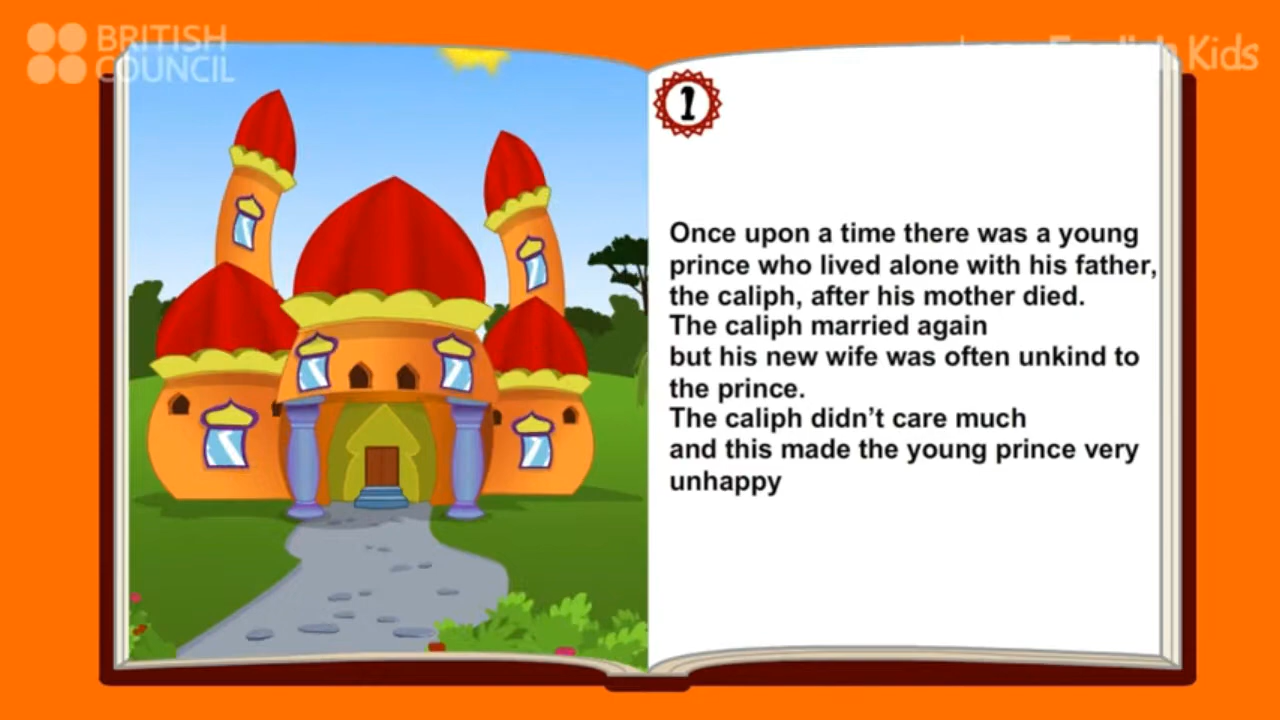 BRITISH
COUNCIL
English Kids
1
Once upon a time there was a young
prince who lived alone with his father,
the caliph, after his mother died.
The caliph married again
but his new wife was often unkind to
the prince.
The caliph didn't care much
and this made the young prince very
unhappy